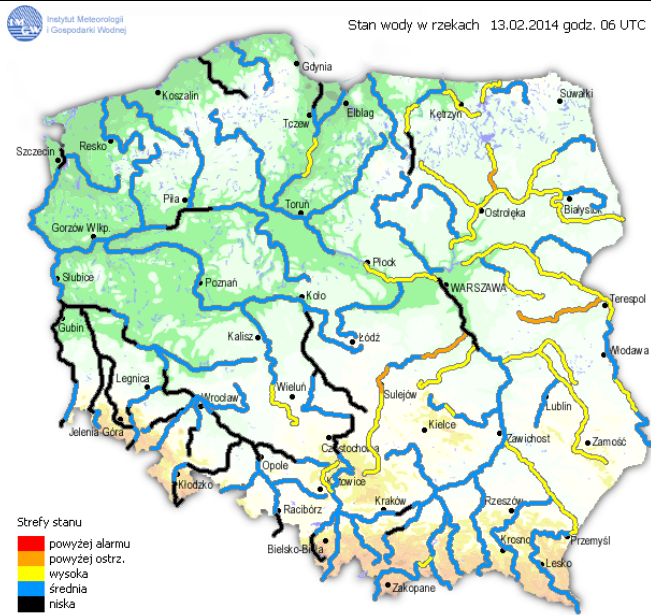 Instytut Meteorologii
i Gospodarki Wodnej
IMGW
Stan wody w rzekach 13.02.2014 godz. 06 UTC
Gdynia
Koszalin
Suwałki
Elbląg
Kętrzyn
Tczew
Resko
Szczecin
Piła
Toruń
Ostrołęka
Białystok
Gorzów Wlkp.
Płock
Słubice
Poznań
WARSZAWA
Koło
Terespol
Gubin
Kalisz
Łódź
Włodawa
Legnica
Wieluń
Sulejów
Wrocław
Lublin
Jelenia Góra
Kielce
Zawichost
Częstochowa
Zamość
Opole
Kłodzko
Katowice
Racibórz
Kraków
Rzeszów
Przemyśl
Bielsko-Biała
Krosno
Lesko
Zakopane
Strefy stanu
powyżej alarmu
powyżej ostrz.
wysoka
średnia
niska